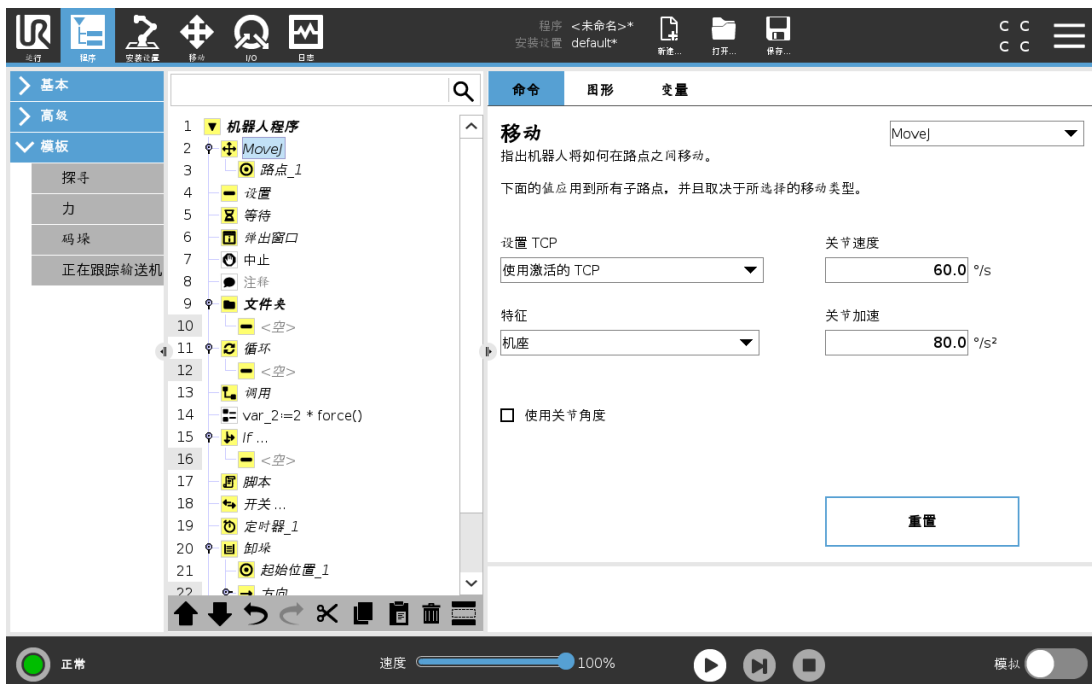 运行
程序
安装设置
移动
I/O
日志
程序 <未命名>*
安装设置 default*
新建...
打开...
保存...
C C
C C
基本
高级
模板
探寻
力
码垛
正在跟踪输送机
1 机器人程序
2 MoveJ
3 路点_1
4 设置
5 等待
6 弹出窗口
7 中止
8 注释
9 文件夹
10 <空>
11 循环
12 <空>
13 调用
14 var_2:=2 * force()
15 If ...
16 <空>
17 脚本
18 开关 ...
19 定时器_1
20 卸垛
21 起始位置_1
22 方向
命令
图形
变量
移动
MoveJ
指出机器人将如何在路点之间移动。
下面的值应用到所有子路点，并且取决于所选择的移动类型。
设置 TCP
关节速度
使用激活的 TCP
60.0 °/s
特征
关节加速
机座
80.0 °/s²
使用关节角度
重置
正常
速度
100%
模拟